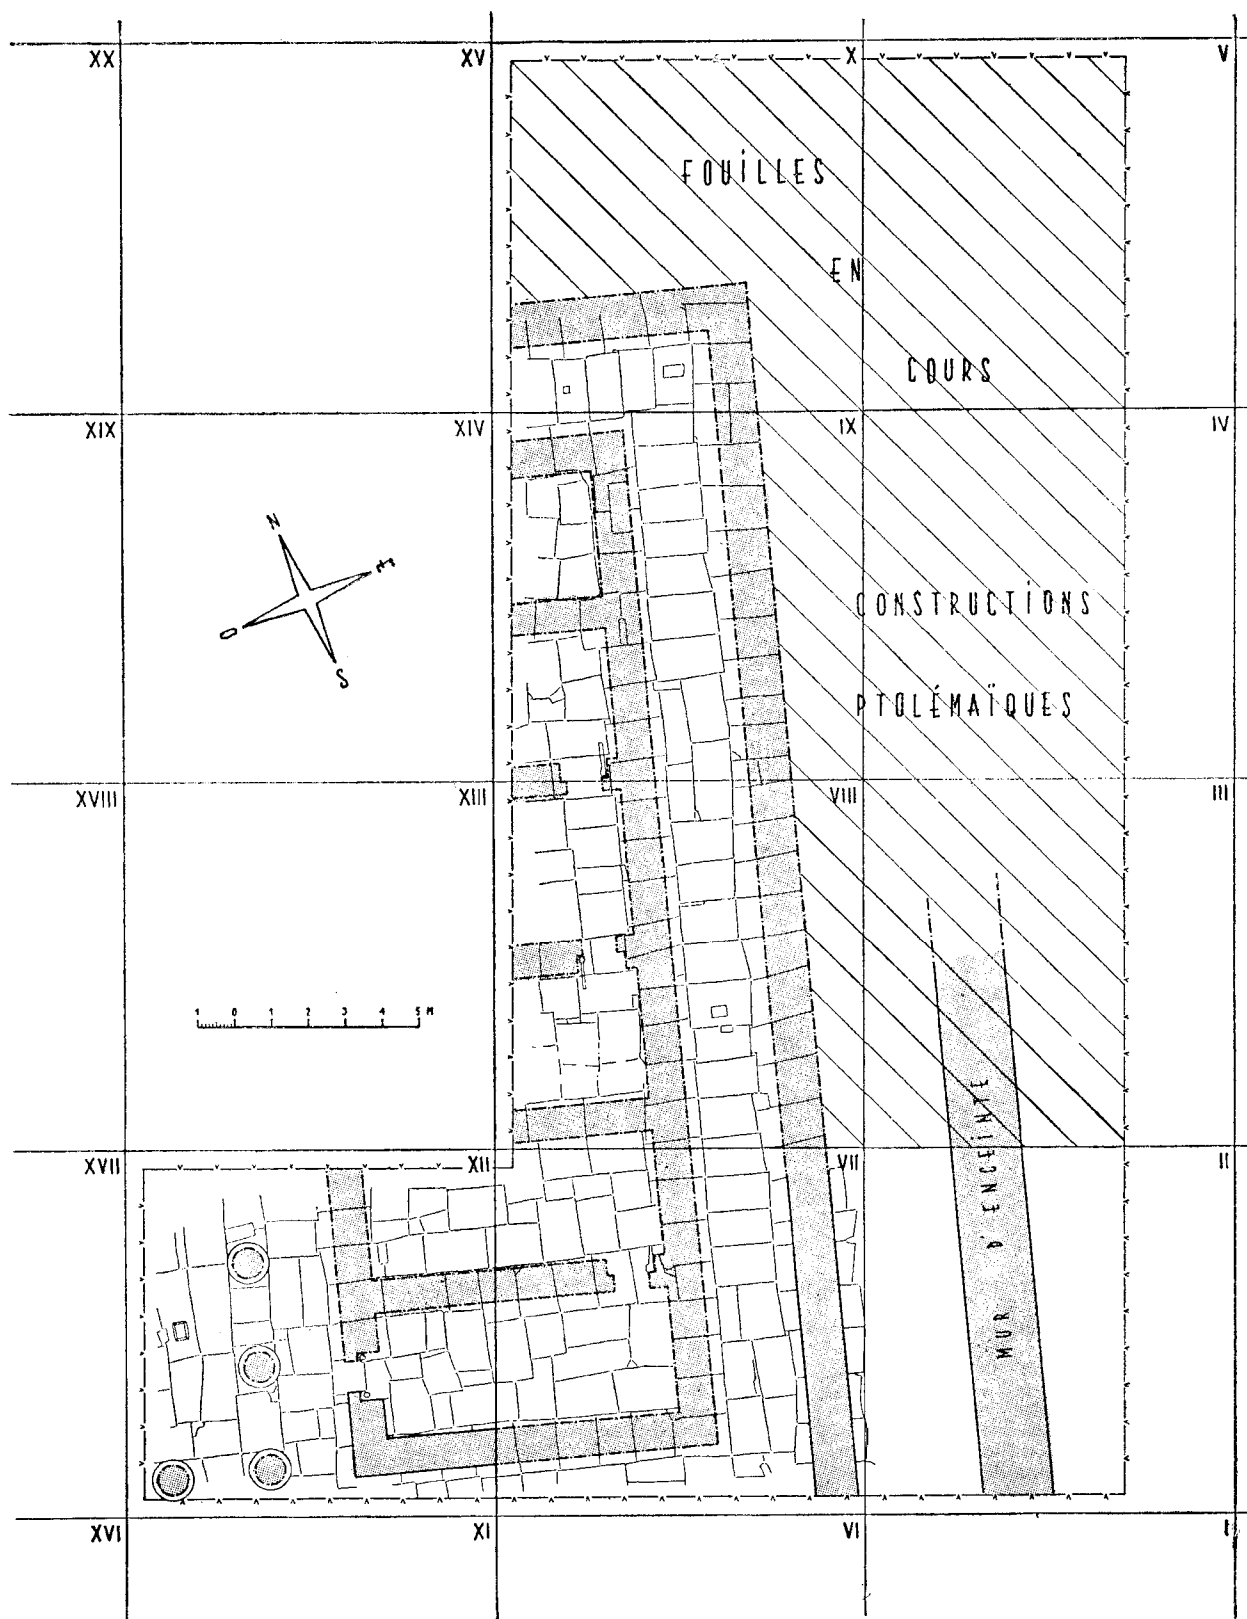 XX XV X V
FOUILLES
EN
COURS
XIX XIV IX IV
N
E
O
S
CONSTRUCTIONS
PTOLÉMAÏQUES
XVIII XIII VIII III
1 0 1 2 3 4 5 M
MUR D'ENCEINTE
XVII XII VII II
XVI XI VI I